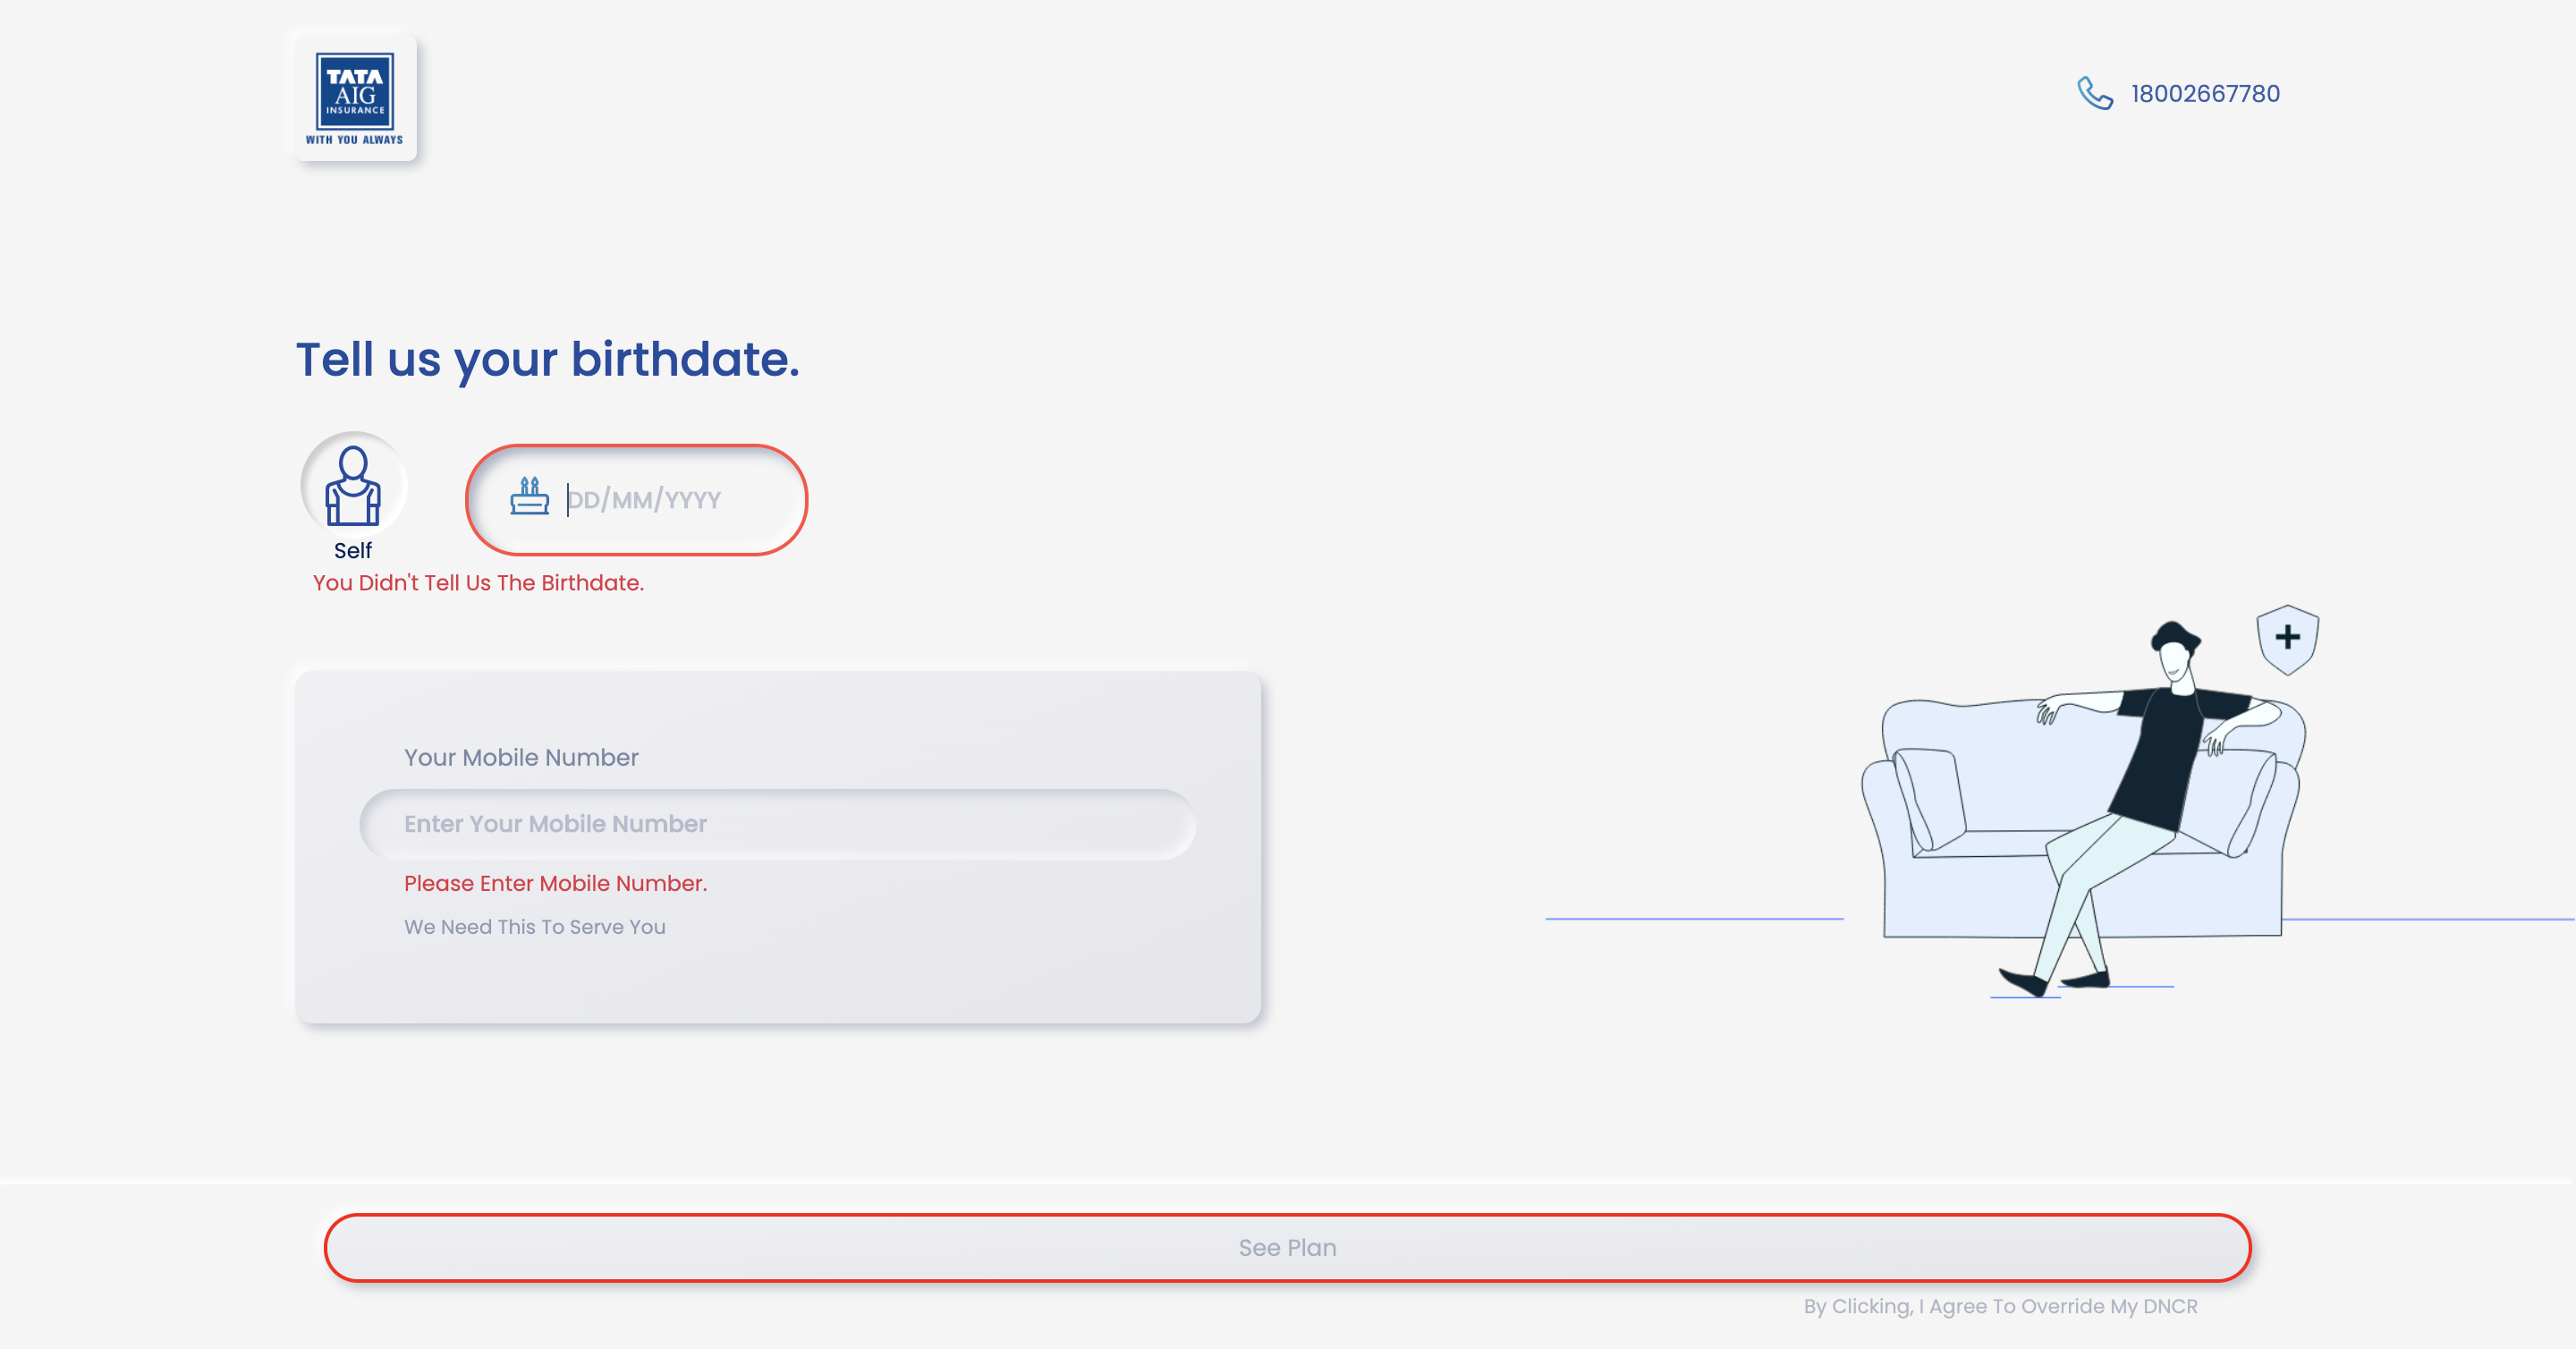 TATA
AIG
INSURANCE
WITH YOU ALWAYS
18002667780
Tell us your birthdate.
DD/MM/YYYY
Self
You Didn't Tell Us The Birthdate.
Your Mobile Number
Enter Your Mobile Number
Please Enter Mobile Number.
We Need This To Serve You
See Plan
By Clicking, I Agree To Override My DNCR